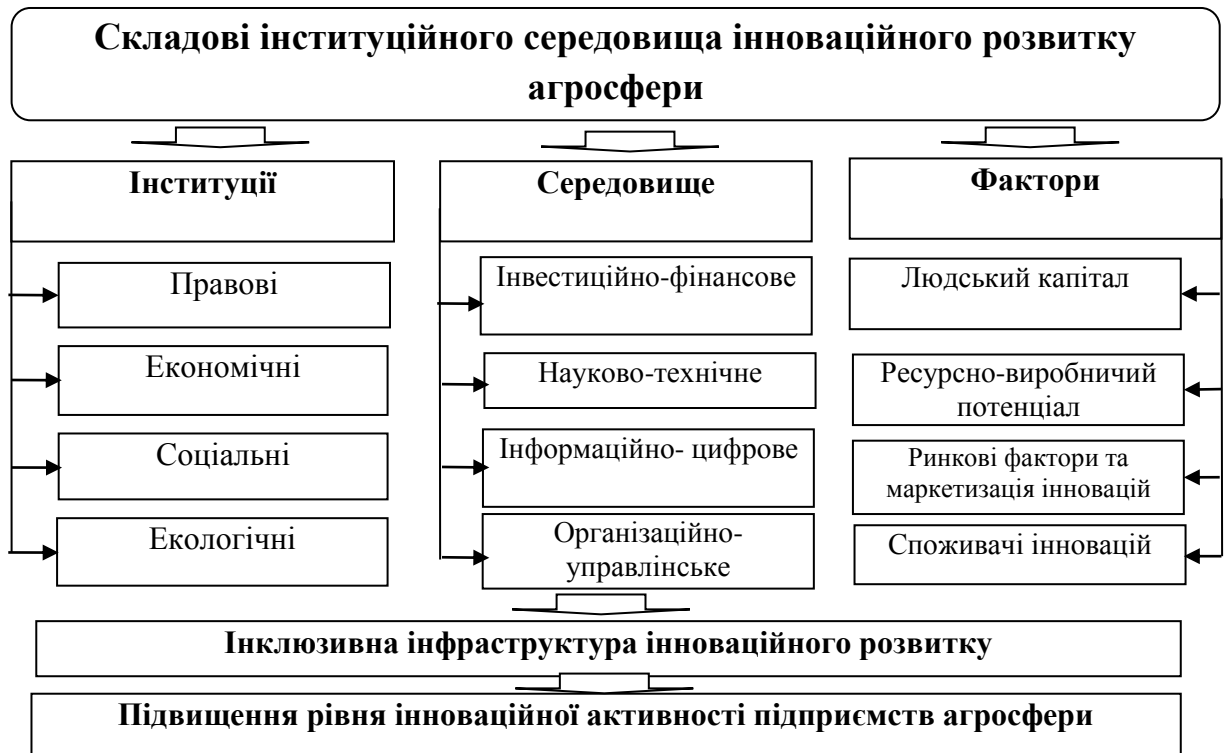 Складові інституційного середовища інноваційного розвитку
агросфери
Інституції
Правові
Економічні
Соціальні
Екологічні
Середовище
Інвестиційно-фінансове
Науково-технічне
Інформаційно- цифрове
Організаційно-
управлінське
Фактори
Людський капітал
Ресурсно-виробничий
потенціал
Ринкові фактори та
маркетизація інновацій
Споживачі інновацій
Інклюзивна інфраструктура інноваційного розвитку
Підвищення рівня інноваційної активності підприємств агросфери